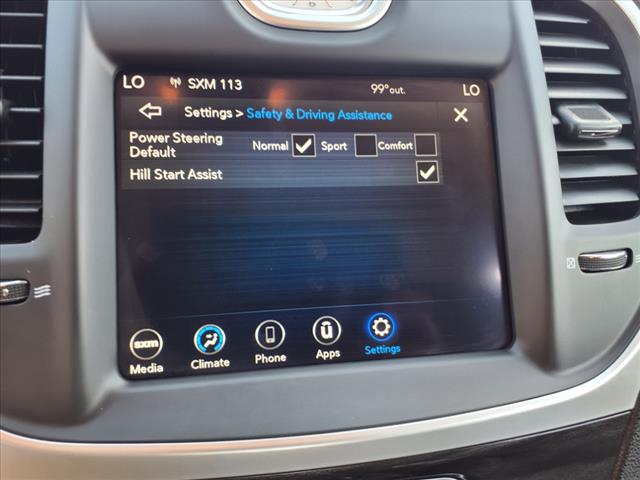 LO SXM 113 99° out. LO
Settings > Safety & Driving Assistance
Power Steering Default Normal Sport Comfort
Hill Start Assist
sxm
Media Climate Phone Apps Settings